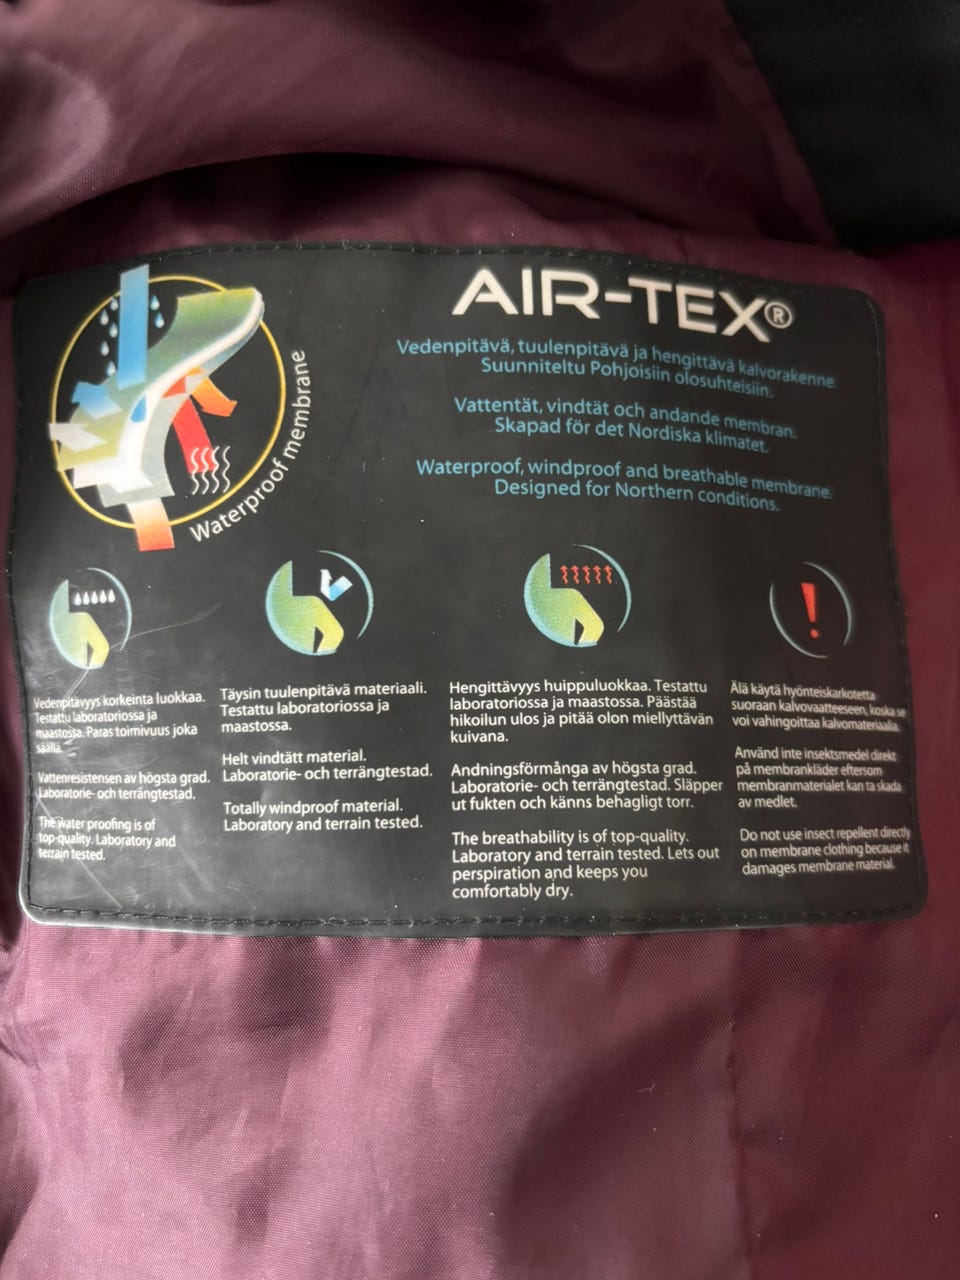 AIR-TEX®
Vedenpitävä, tuulenpitävä ja hengittävä kalvorakenne.
Suunniteltu Pohjoisiin olosuhteisiin.
Vattentät, vindtät och andande membran.
Skapad för det Nordiska klimatet.
Waterproof, windproof and breathable membrane.
Designed for Northern conditions.
Waterproof membrane
Vedenpitävyys korkeinta luokkaa.
Testattu laboratoriossa ja
maastossa. Paras toimivuus joka
säällä.
Vattenresistensen av högsta grad.
Laboratorie- och terrängtestad.
The water proofing is of
top-quality. Laboratory and
terrain tested.
Täysin tuulenpitävä materiaali.
Testattu laboratoriossa ja
maastossa.
Helt vindtätt material.
Laboratorie- och terrängtestad.
Totally windproof material.
Laboratory and terrain tested.
Hengittävyys huippuluokkaa. Testattu
laboratoriossa ja maastossa. Päästää
hikoilun ulos ja pitää olon miellyttävän
kuivana.
Andningsförmånga av högsta grad.
Laboratorie- och terrängtestad. Släpper
ut fukten och känns behagligt torr.
The breathability is of top-quality.
Laboratory and terrain tested. Lets out
perspiration and keeps you
comfortably dry.
Älä käytä hyönteiskarkotetta
suoraan kalvovaatteeseen, koska se
voi vahingoittaa kalvomateriaalia.
Använd inte insektsmedel direkt
på membrankläder eftersom
membranmaterialet kan ta skada
av medlet.
Do not use insect repellent directly
on membrane clothing because it
damages membrane material.